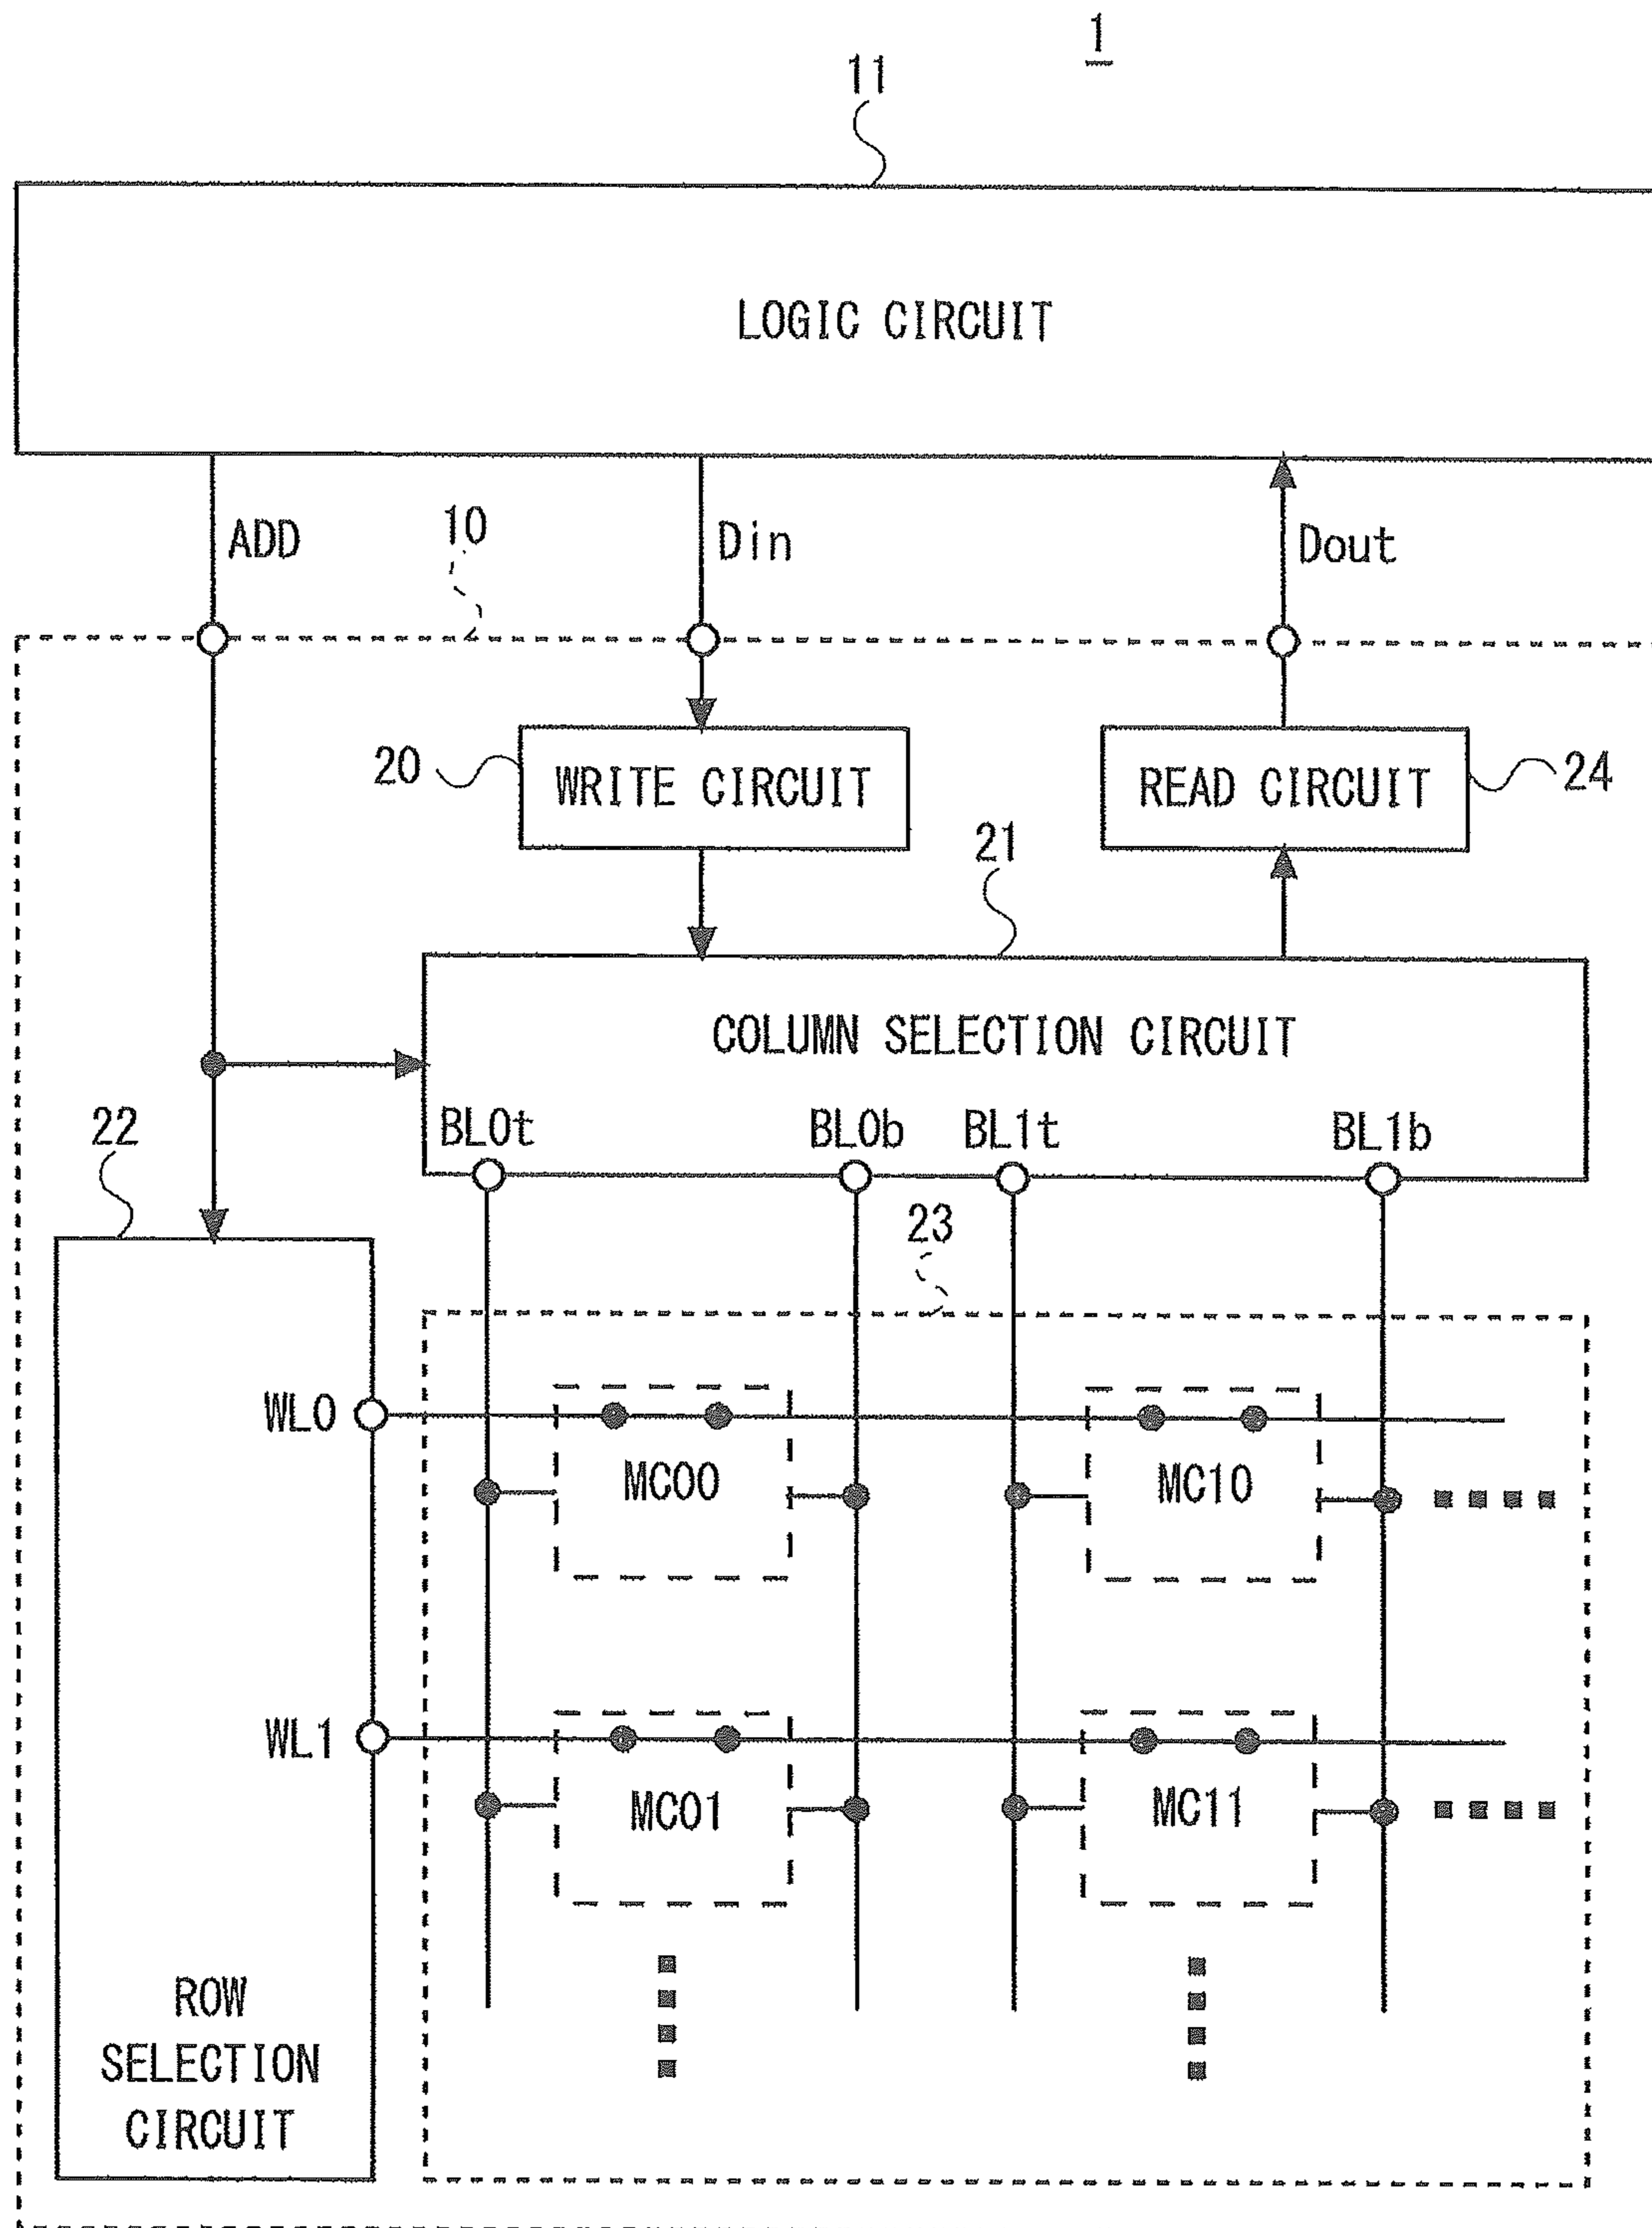 1
11
LOGIC CIRCUIT
ADD
10
Din
Dout
20
WRITE CIRCUIT
READ CIRCUIT
24
21
COLUMN SELECTION CIRCUIT
22
BL0t
BL0b
BL1t
BL1b
23
WL0
MC00
MC10
WL1
MC01
MC11
ROW
SELECTION
CIRCUIT